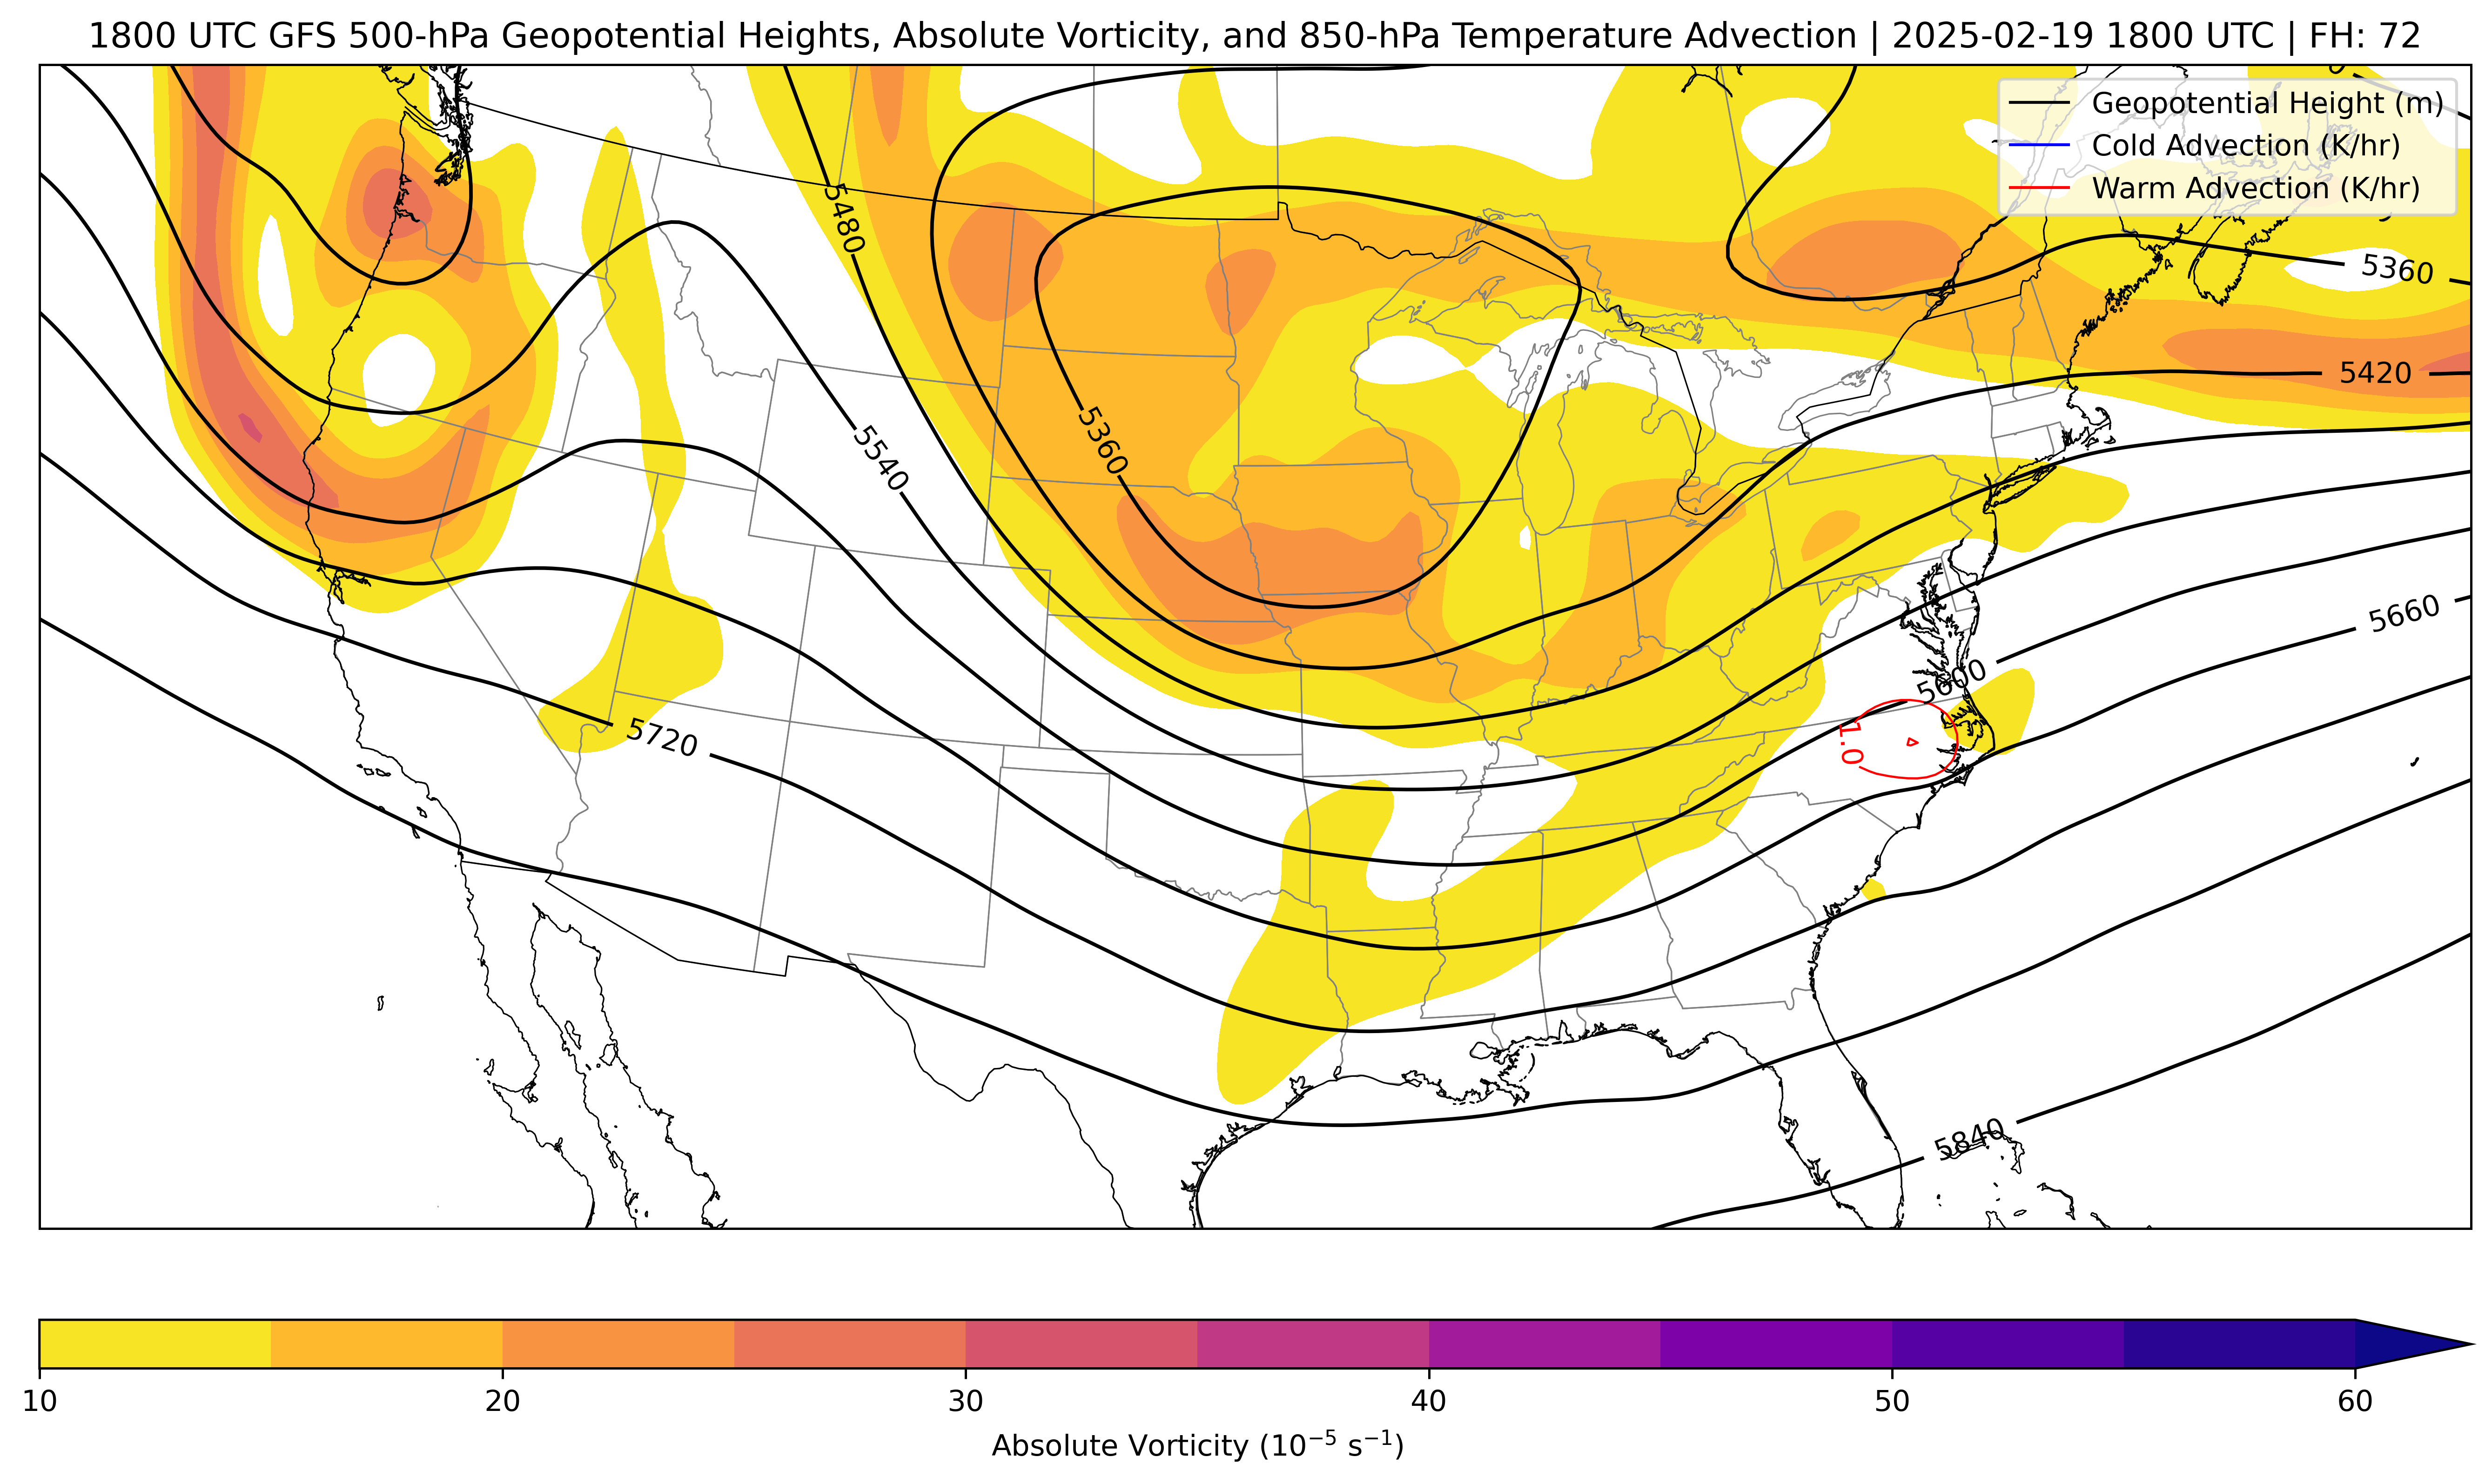 1800 UTC GFS 500-hPa Geopotential Heights, Absolute Vorticity, and 850-hPa Temperature Advection | 2025-02-19 1800 UTC | FH: 72
Geopotential Height (m)
Cold Advection (K/hr)
Warm Advection (K/hr)
5480
5360
5420
5360
5540
5660
5600
5720
1.0
5840
10 20 30 40 50 60
Absolute Vorticity (10⁻⁵ s⁻¹)